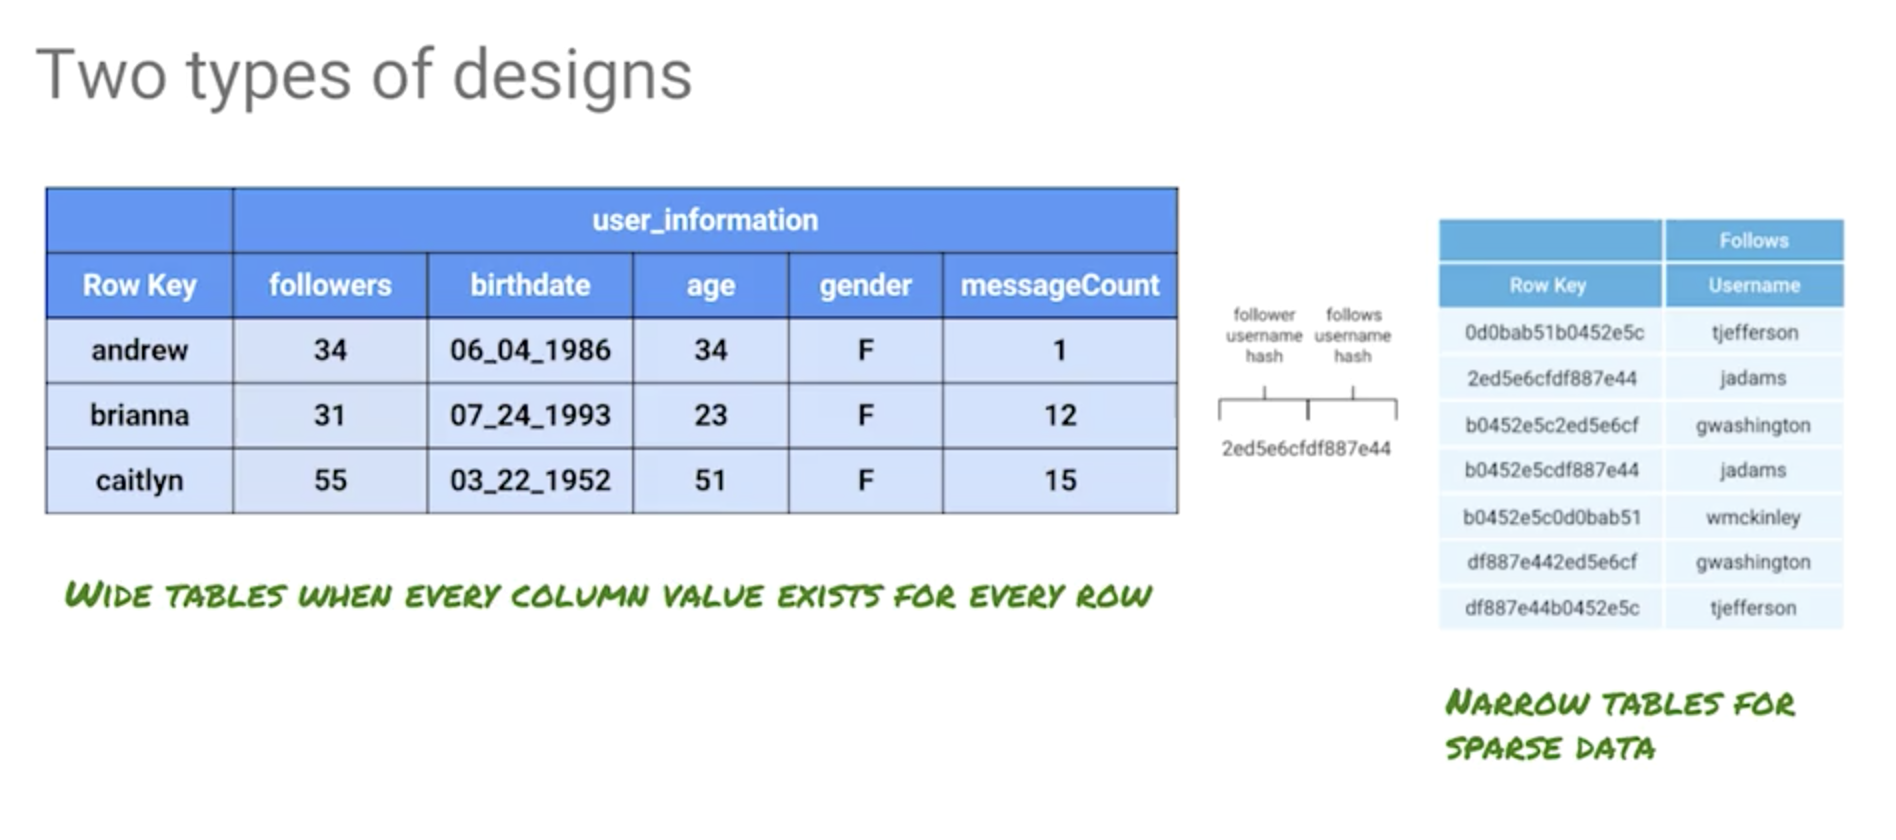 Two types of designs
user_information
Row Key followers birthdate age gender messageCount
andrew 34 06_04_1986 34 F 1
brianna 31 07_24_1993 23 F 12
caitlyn 55 03_22_1952 51 F 15
WIDE TABLES WHEN EVERY COLUMN VALUE EXISTS FOR EVERY ROW
follower username hash
follows username hash
2ed5e6cfdf887e44
Follows
Row Key Username
0d0bab51b0452e5c tjefferson
2ed5e6cfdf887e44 jadams
b0452e5c2ed5e6cf gwashington
b0452e5cdf887e44 jadams
b0452e5c0d0bab51 wmckinley
df887e442ed5e6cf gwashington
df887e44b0452e5c tjefferson
NARROW TABLES FOR
SPARSE DATA